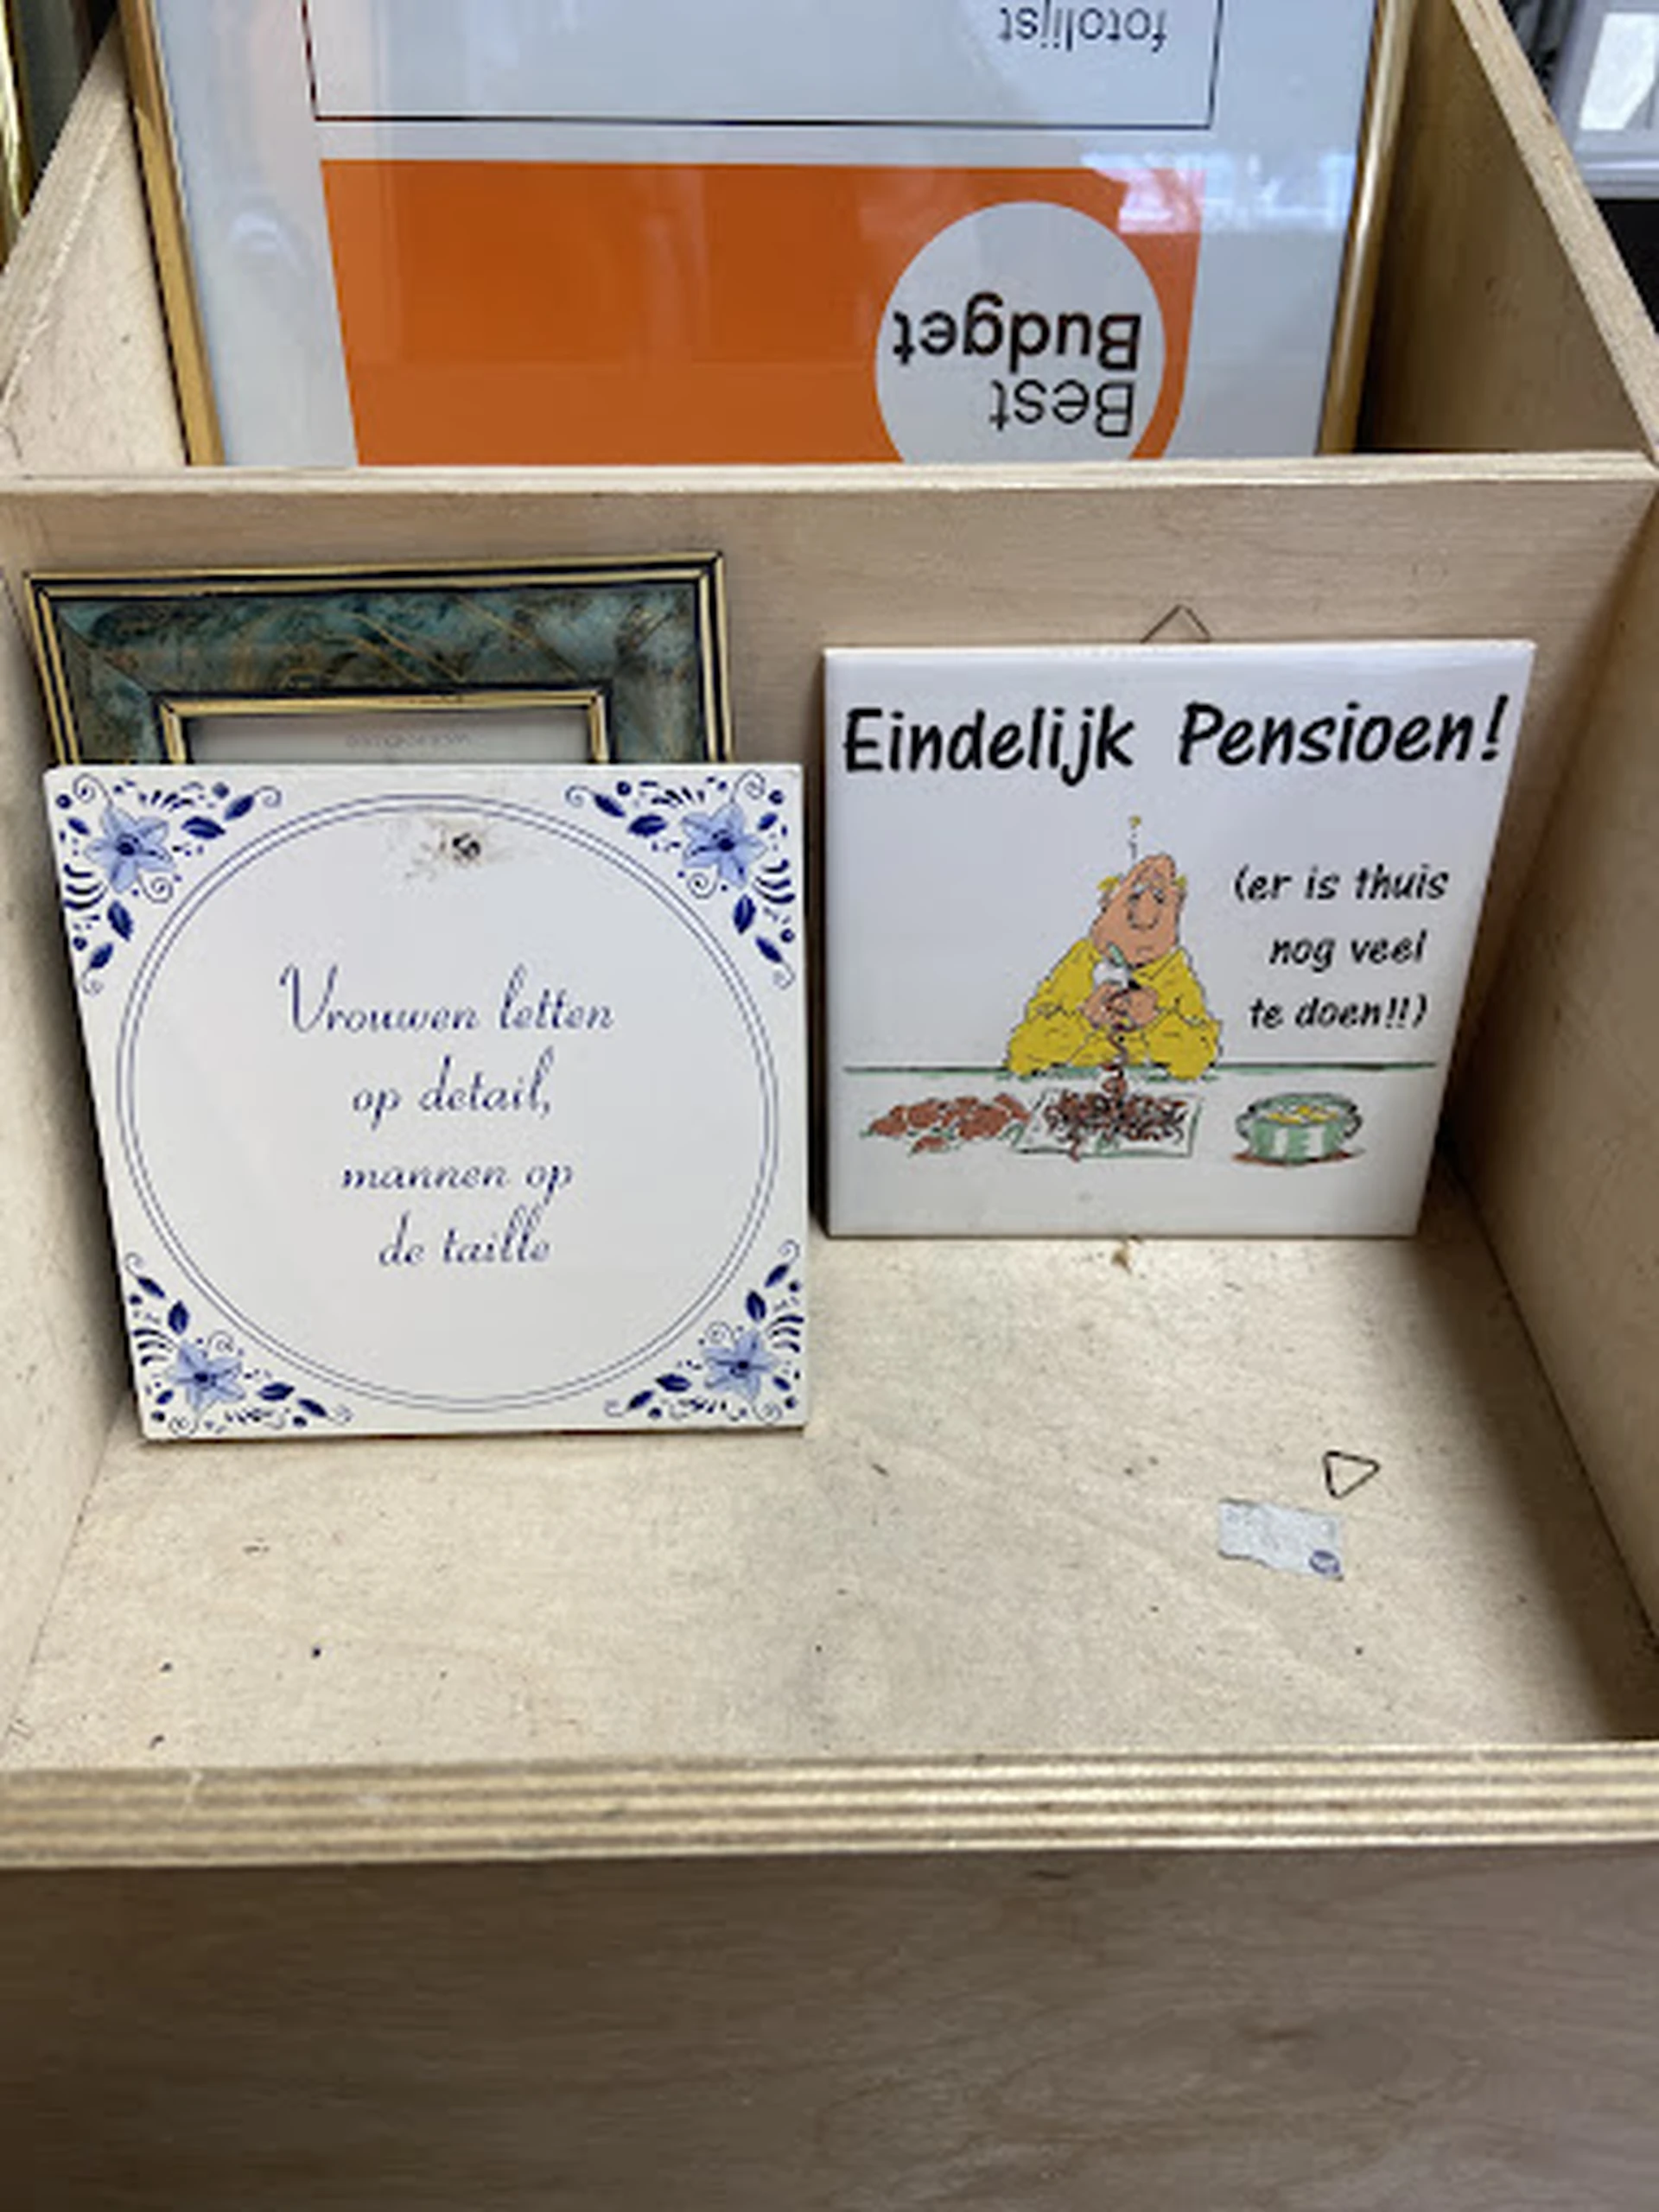 fotolijst
Best
Budget
Eindelijk Pensioen!
(er is thuis
nog veel
te doen!!)
Vrouwen letten
op detail,
mannen op
de taille